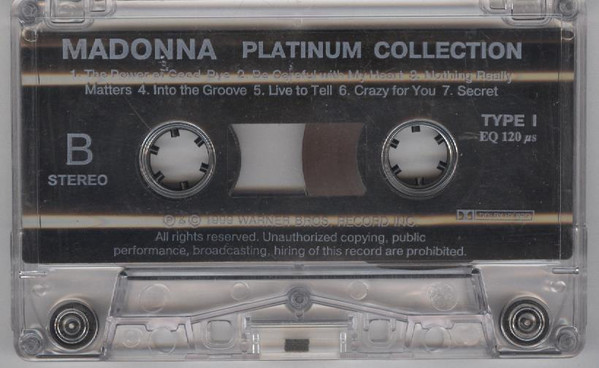 MADONNA PLATINUM COLLECTION
1. The Power of Good-Bye 2. Be Careful with My Heart 3. Nothing Really
Matters 4. Into the Groove 5. Live to Tell 6. Crazy for You 7. Secret
TYPE I
EQ 120 µs
B
STEREO
℗ & © 1999 WARNER BROS. RECORD INC.
All rights reserved. Unauthorized copying, public
performance, broadcasting, hiring of this record are prohibited.